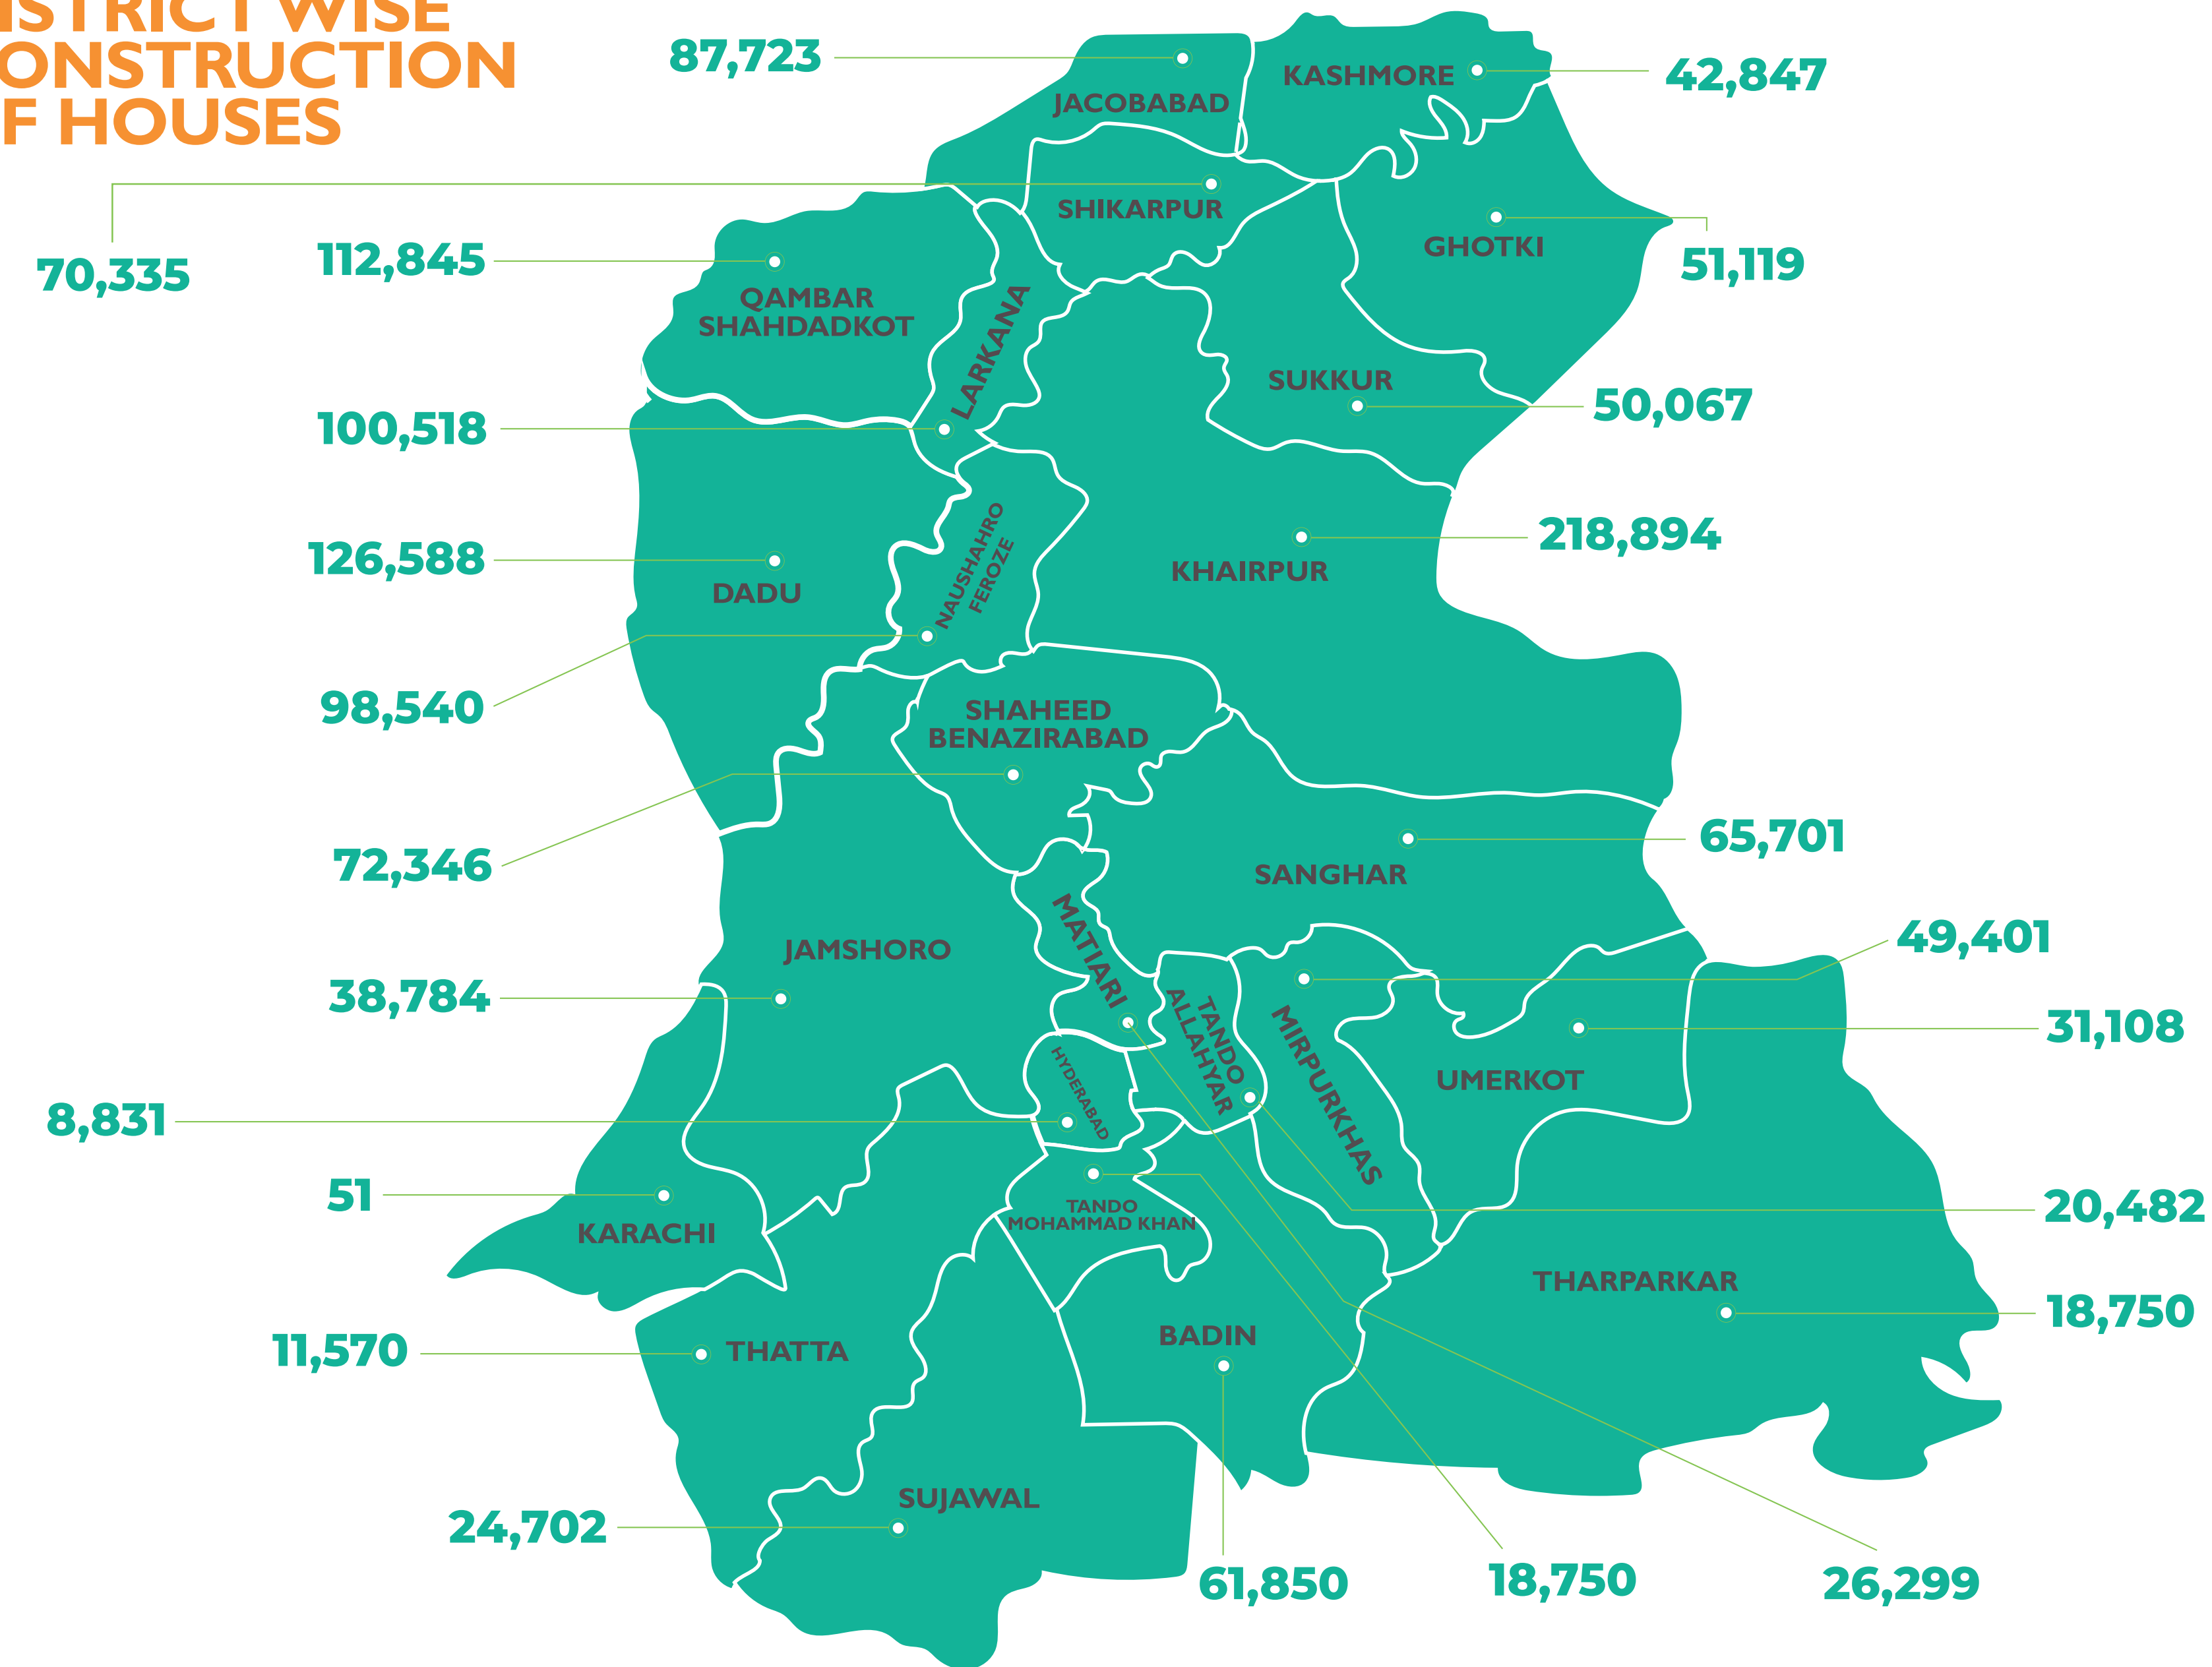 ISTRICT WISE
ONSTRUCTION
F HOUSES
87,723
JACOBABAD
KASHMORE
42,847
70,335
SHIKARPUR
112,845
QAMBAR
SHAHDADKOT
GHOTKI
51,119
LARKANA
100,518
SUKKUR
50,067
126,588
DADU
NAUSHAHRO
FEROZE
KHAIRPUR
218,894
98,540
SHAHEED
BENAZIRABAD
72,346
SANGHAR
65,701
JAMSHORO
38,784
MATIARI
TANDO
ALLAHYAR
MIRPURKHAS
49,401
UMERKOT
31,108
HYDERABAD
8,831
51
KARACHI
TANDO
MOHAMMAD KHAN
20,482
THARPARKAR
18,750
11,570
THATTA
BADIN
SUJAWAL
24,702
61,850
18,750
26,299